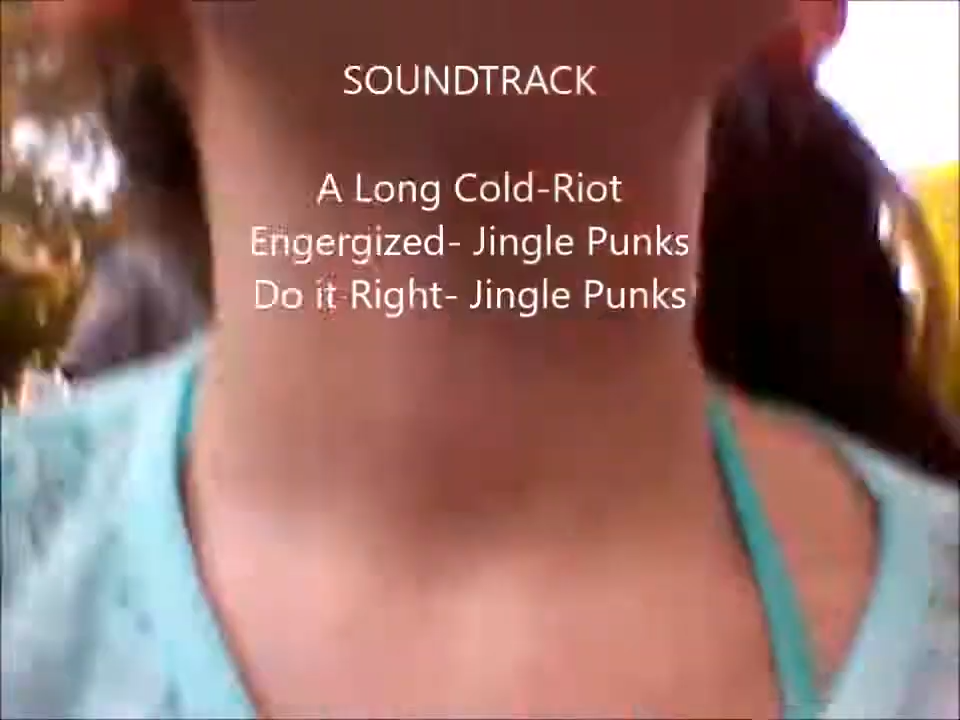 SOUNDTRACK
A Long Cold-Riot
Engergized- Jingle Punks
Do it Right- Jingle Punks